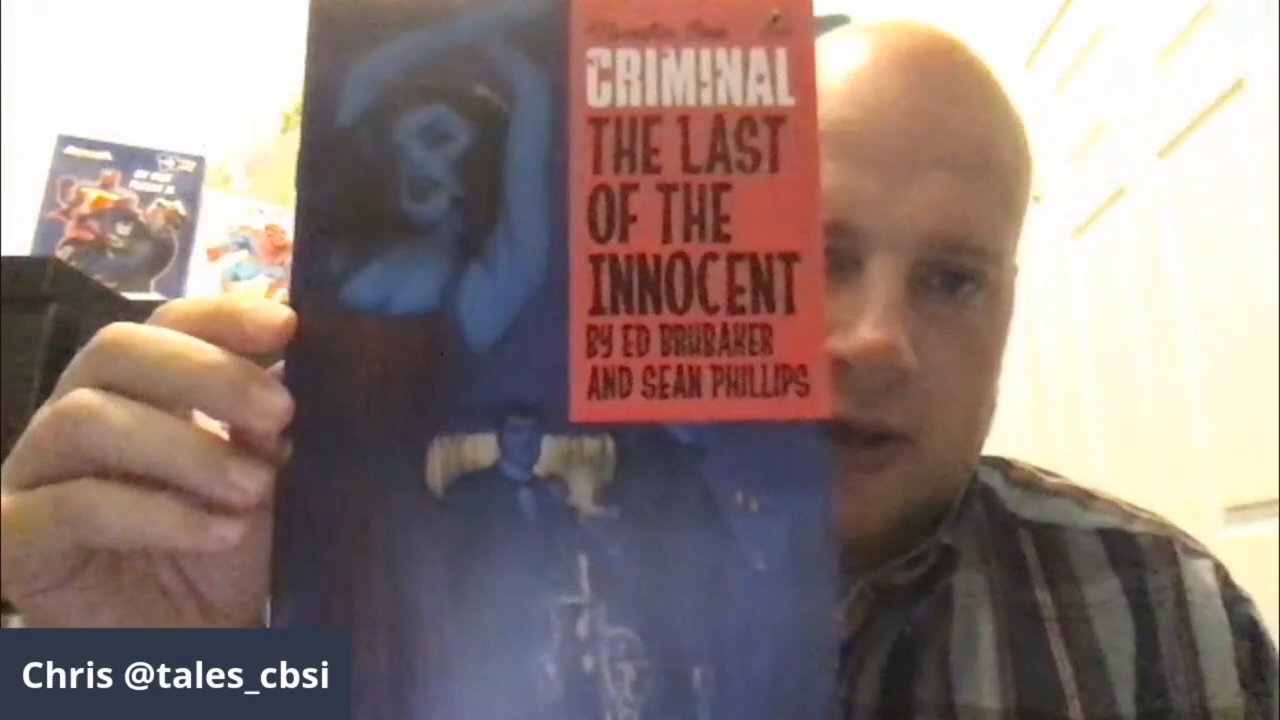 CRIMINAL
THE LAST
OF THE
INNOCENT
BY ED BRUBAKER
AND SEAN PHILLIPS
Chris @tales_cbsi